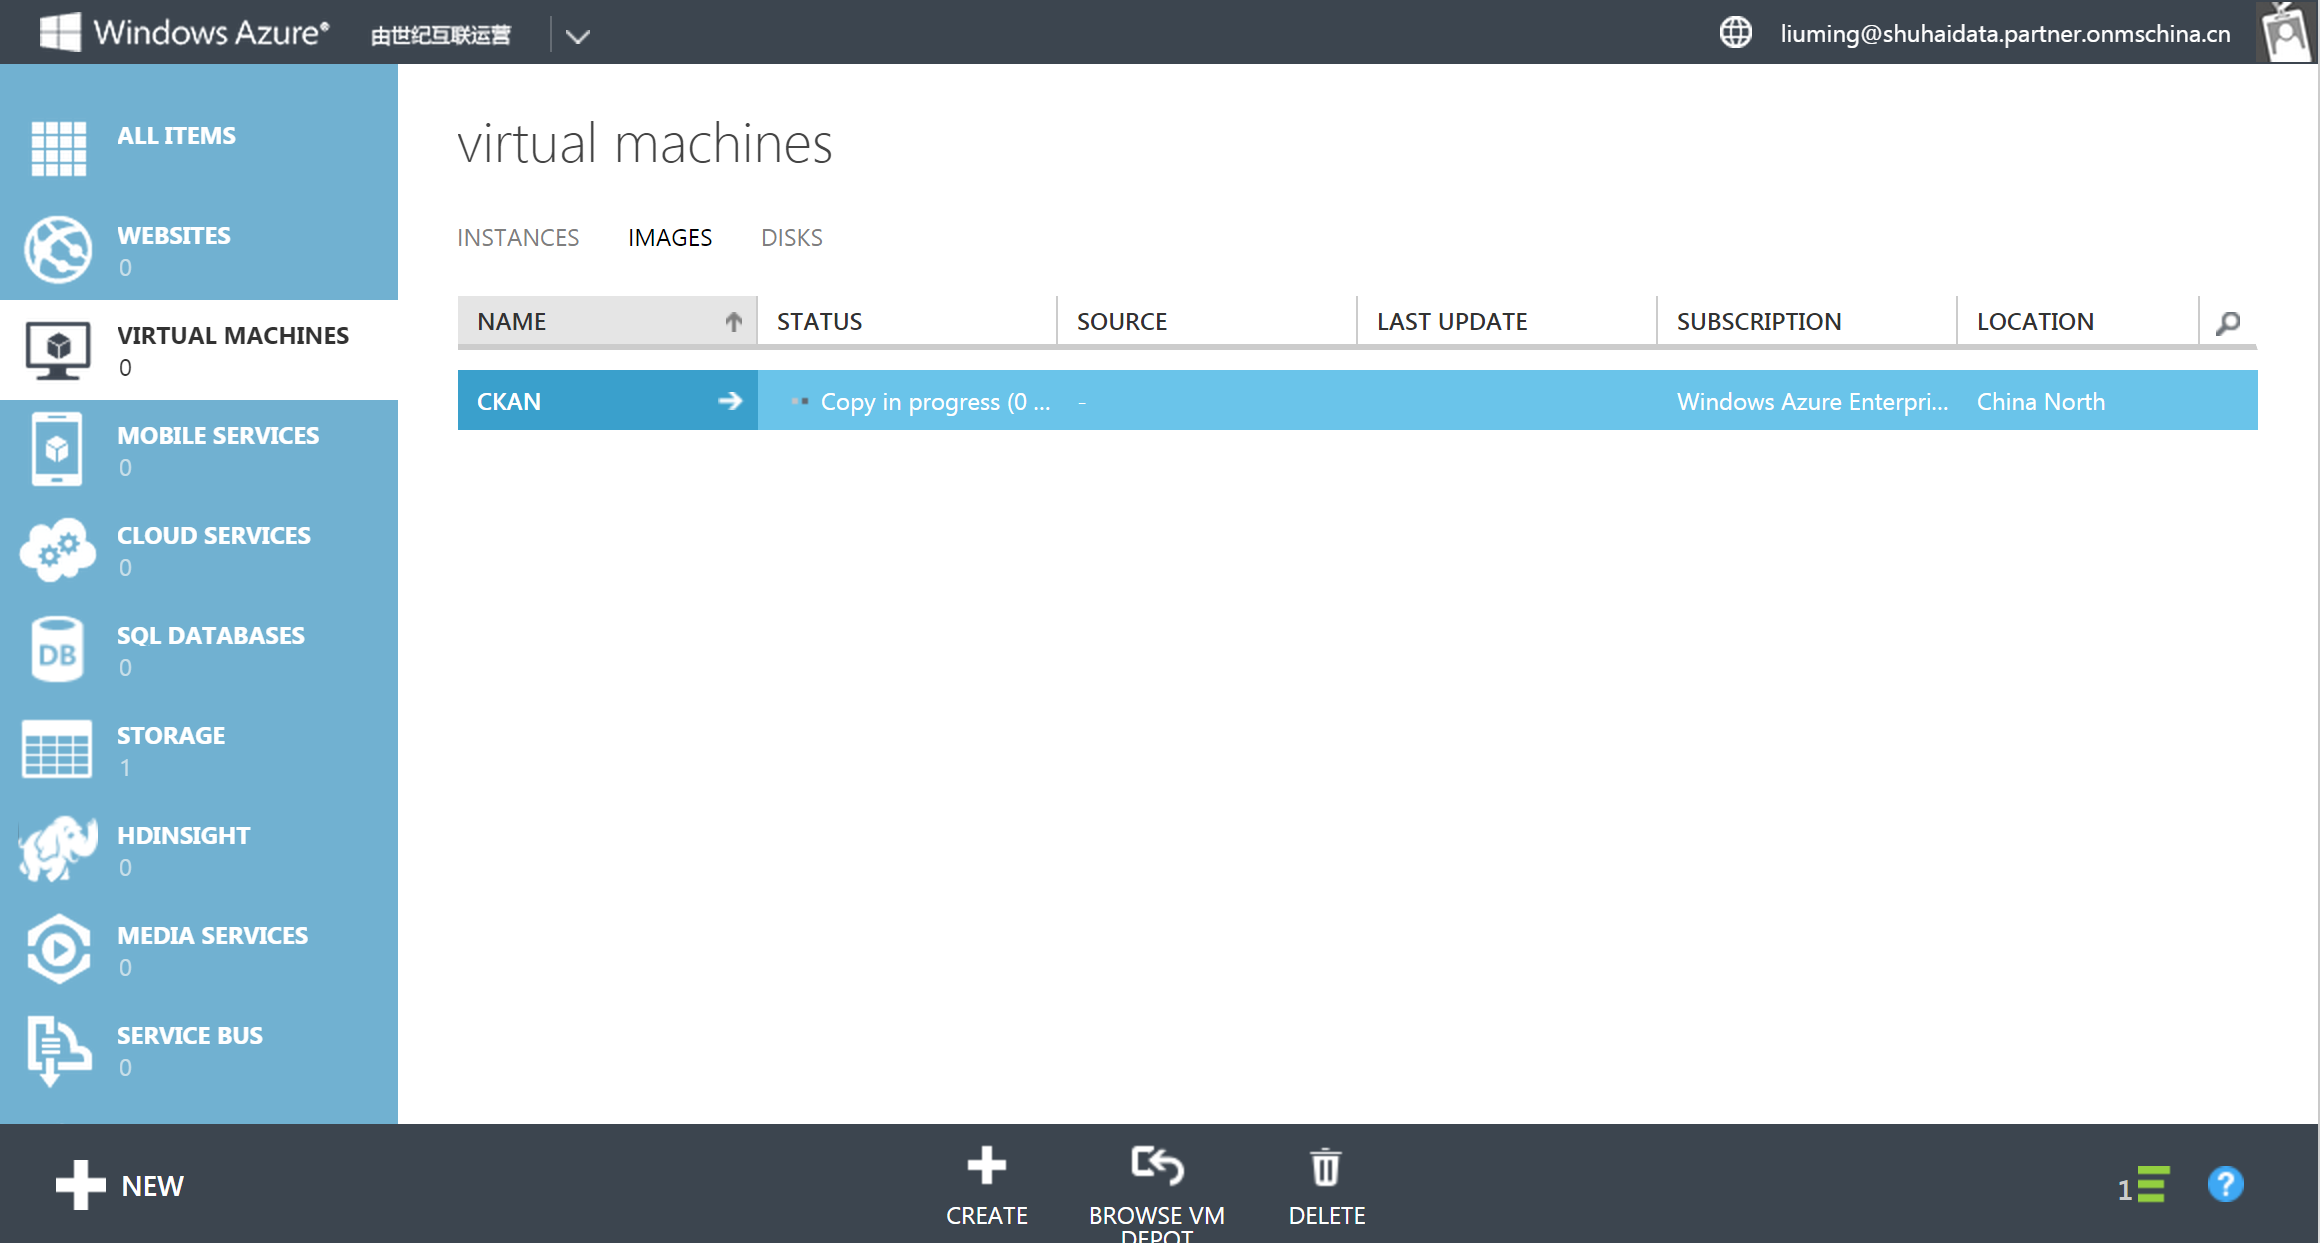 Windows Azure® 由世纪互联运营
liuming@shuhaidata.partner.onmschina.cn
ALL ITEMS
WEBSITES
0
VIRTUAL MACHINES
0
MOBILE SERVICES
0
CLOUD SERVICES
0
SQL DATABASES
0
DB
STORAGE
1
HDINSIGHT
0
MEDIA SERVICES
0
SERVICE BUS
0
virtual machines
INSTANCES IMAGES DISKS
NAME STATUS SOURCE LAST UPDATE SUBSCRIPTION LOCATION
CKAN Copy in progress (0 ... - Windows Azure Enterpri... China North
NEW
CREATE
BROWSE VM
DEPOT
DELETE
1
?